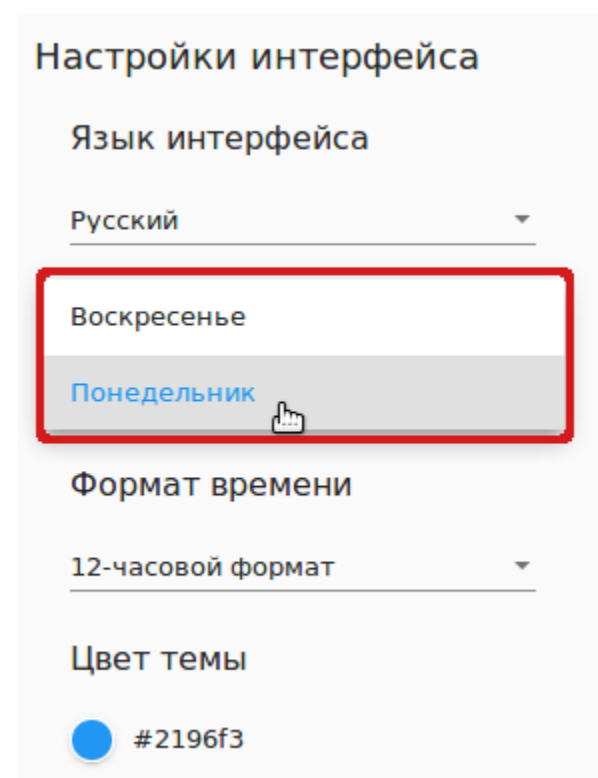 Настройки интерфейса
Язык интерфейса
Русский
Воскресенье
Понедельник
Формат времени
12-часовой формат
Цвет темы
#2196f3